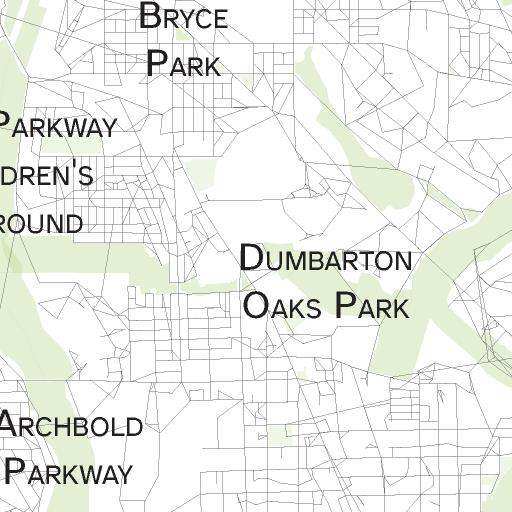 BRYCE
PARK
PARKWAY
DREN'S
ROUND
DUMBARTON
OAKS PARK
ARCHBOLD
PARKWAY